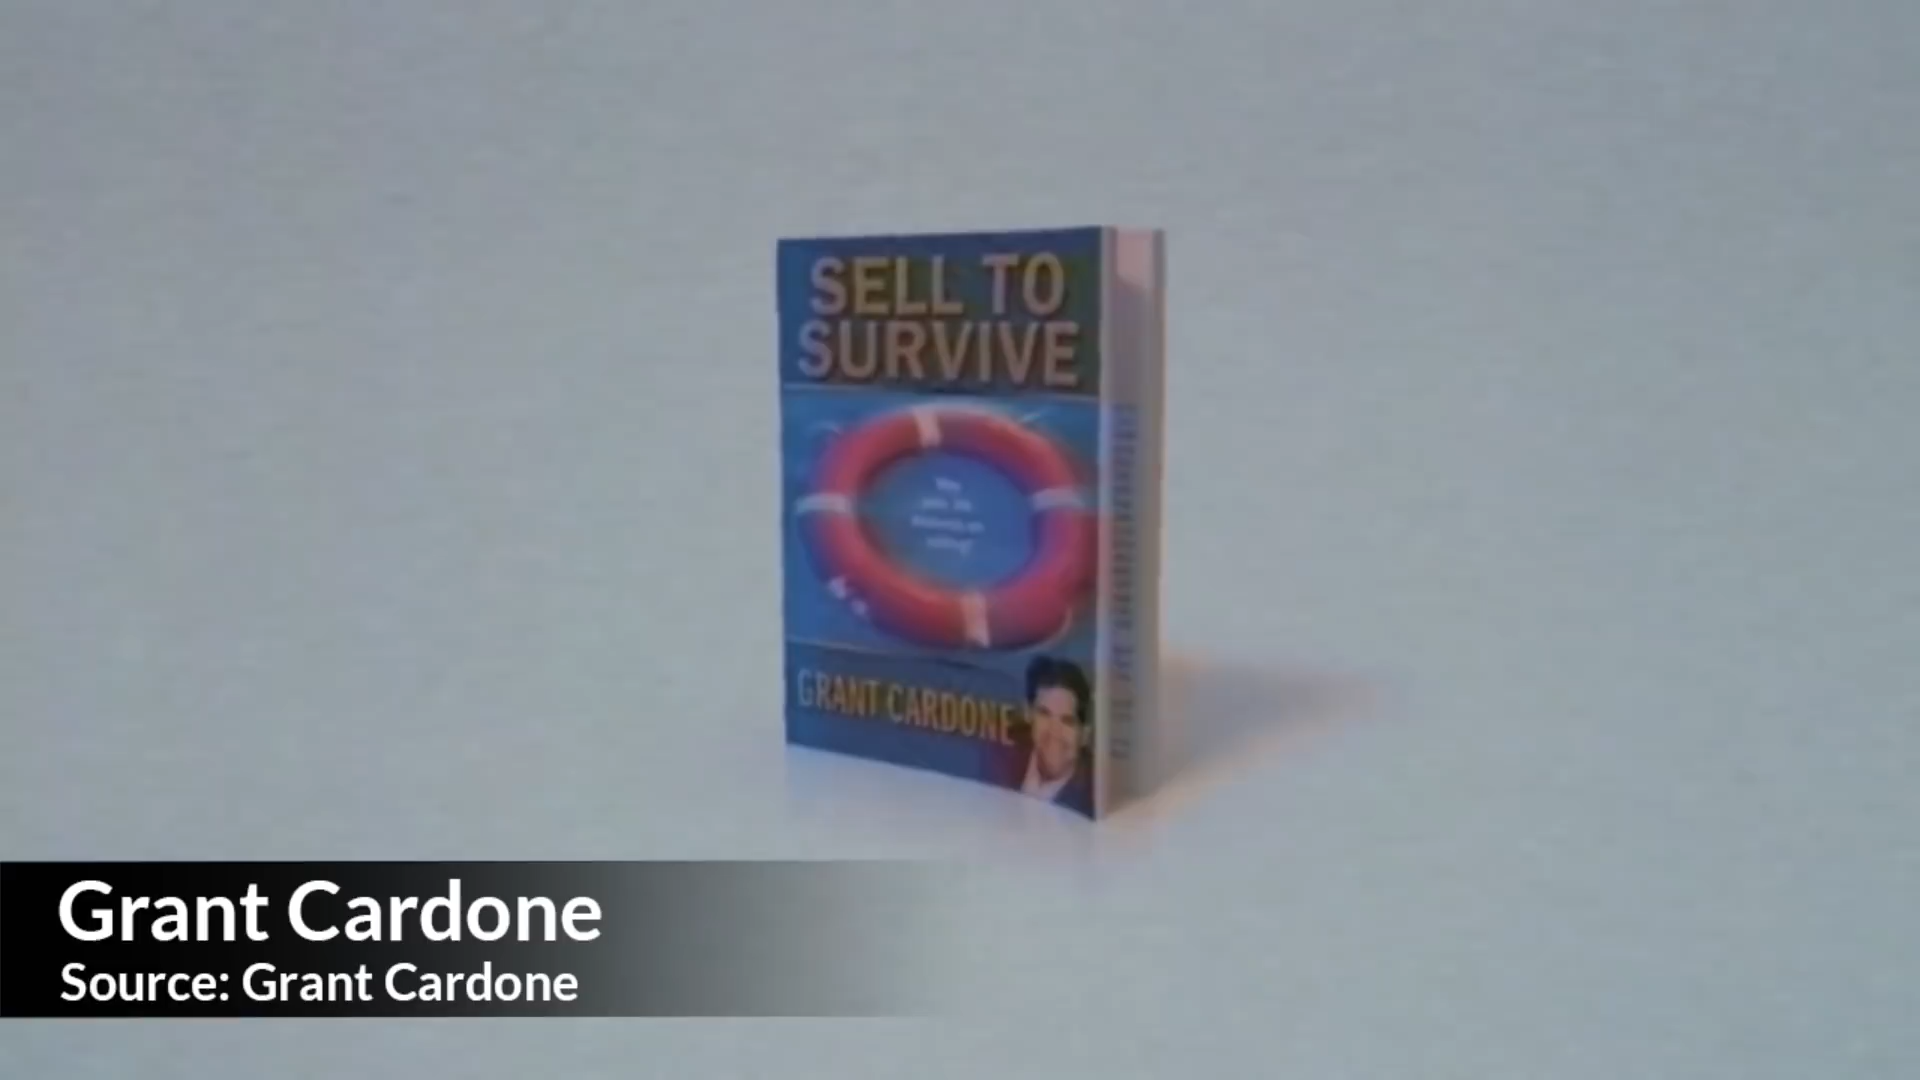 SELL TO
SURVIVE
GRANT CARDONE
Grant Cardone
Source: Grant Cardone